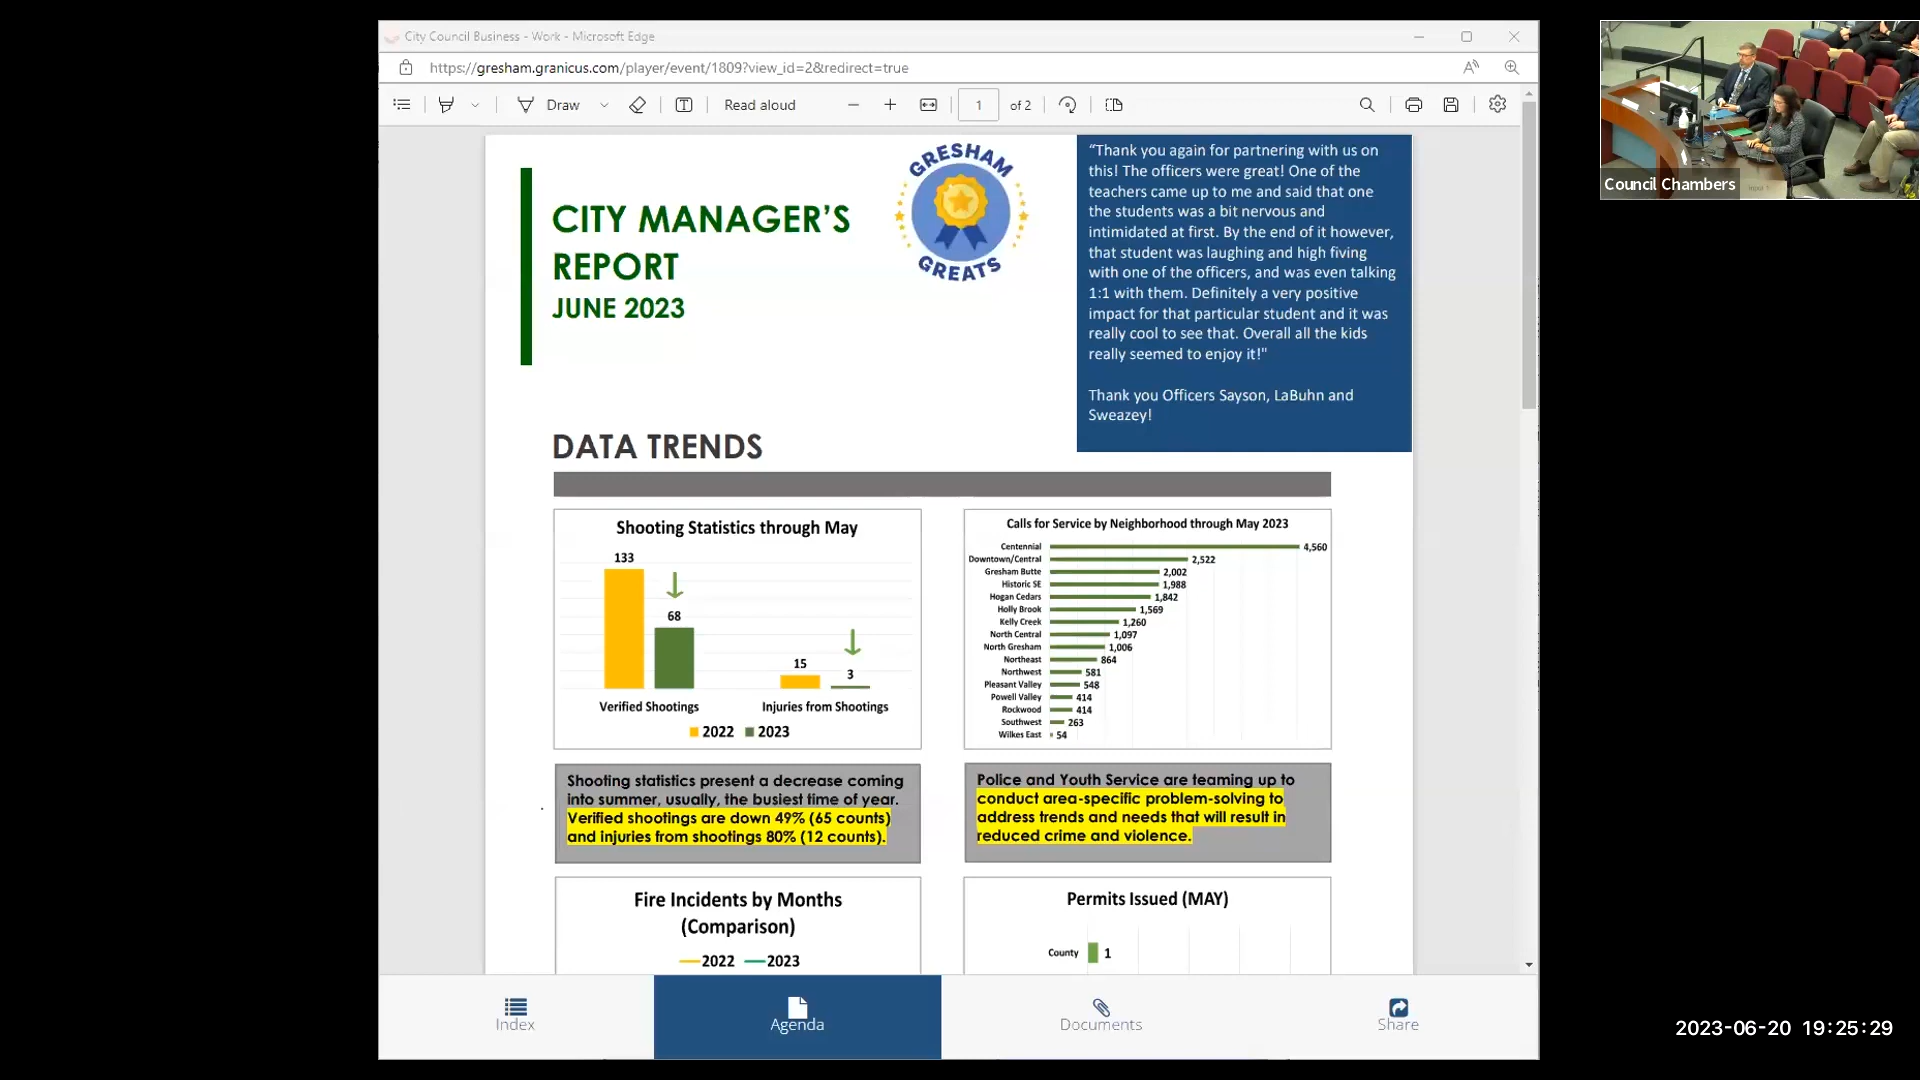 City Council Business - Work - Microsoft Edge
https://gresham.granicus.com/player/event/1809?view_id=2&redirect=true
Draw
Read aloud
1
of 2
GRESHAM
GREATS
CITY MANAGER'S
REPORT
JUNE 2023
"Thank you again for partnering with us on
this! The officers were great! One of the
teachers came up to me and said that one
the students was a bit nervous and
intimidated at first. By the end of it however,
that student was laughing and high fiving
with one of the officers, and was even talking
1:1 with them. Definitely a very positive
impact for that particular student and it was
really cool to see that. Overall all the kids
really seemed to enjoy it!"
Thank you Officers Sayson, LaBuhn and
Sweazey!
DATA TRENDS
Shooting Statistics through May
133
68
15
3
Verified Shootings
Injuries from Shootings
2022 2023
Calls for Service by Neighborhood through May 2023
Centennial 4,560
Downtown/Central 2,522
Gresham Butte 2,002
Historic SE 1,988
Hogan Cedars 1,842
Holly Brook 1,569
Kelly Creek 1,260
North Central 1,097
North Gresham 1,006
Northeast 864
Northwest 581
Pleasant Valley 548
Powell Valley 414
Rockwood 414
Southwest 263
Wilkes East 54
Shooting statistics present a decrease coming
into summer, usually, the busiest time of year.
Verified shootings are down 49% (65 counts)
and injuries from shootings 80% (12 counts).
Police and Youth Service are teaming up to
conduct area-specific problem-solving to
address trends and needs that will result in
reduced crime and violence.
Fire Incidents by Months
(Comparison)
2022 2023
Permits Issued (MAY)
County 1
Index
Agenda
Documents
Share
Council Chambers
2023-06-20 19:25:29